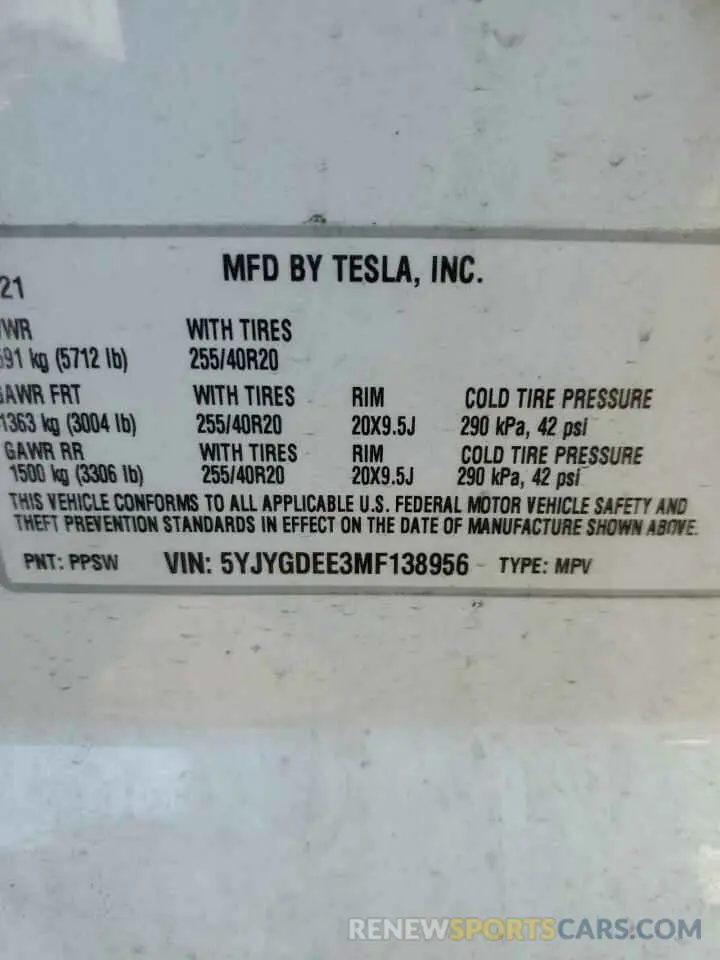 MFD BY TESLA, INC.
21
VWR WITH TIRES
591 kg (5712 lb) 255/40R20
GAWR FRT WITH TIRES RIM COLD TIRE PRESSURE
1363 kg (3004 lb) 255/40R20 20X9.5J 290 kPa, 42 psi
GAWR RR WITH TIRES RIM COLD TIRE PRESSURE
1500 kg (3306 lb) 255/40R20 20X9.5J 290 kPa, 42 psi
THIS VEHICLE CONFORMS TO ALL APPLICABLE U.S. FEDERAL MOTOR VEHICLE SAFETY AND
THEFT PREVENTION STANDARDS IN EFFECT ON THE DATE OF MANUFACTURE SHOWN ABOVE.
PNT: PPSW VIN: 5YJYGDEE3MF138956 TYPE: MPV
RENEWSPORTSCARS.COM